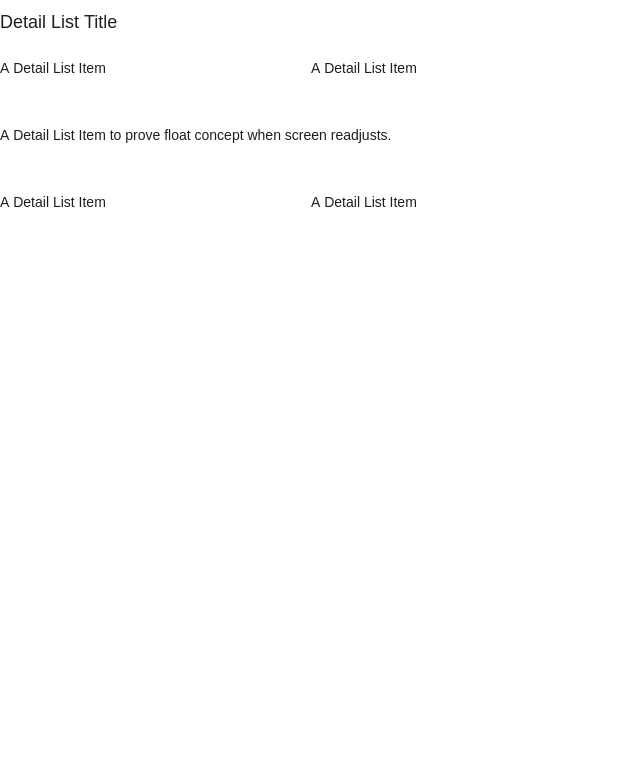 Detail List Title
A Detail List Item
A Detail List Item
A Detail List Item to prove float concept when screen readjusts.
A Detail List Item
A Detail List Item